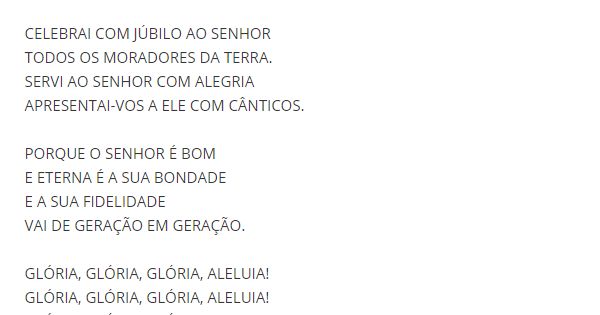 CELEBRAI COM JÚBILO AO SENHOR
TODOS OS MORADORES DA TERRA.
SERVI AO SENHOR COM ALEGRIA
APRESENTAI-VOS A ELE COM CÂNTICOS.

PORQUE O SENHOR É BOM
E ETERNA É A SUA BONDADE
E A SUA FIDELIDADE
VAI DE GERAÇÃO EM GERAÇÃO.

GLÓRIA, GLÓRIA, GLÓRIA, ALELUIA!
GLÓRIA, GLÓRIA, GLÓRIA, ALELUIA!